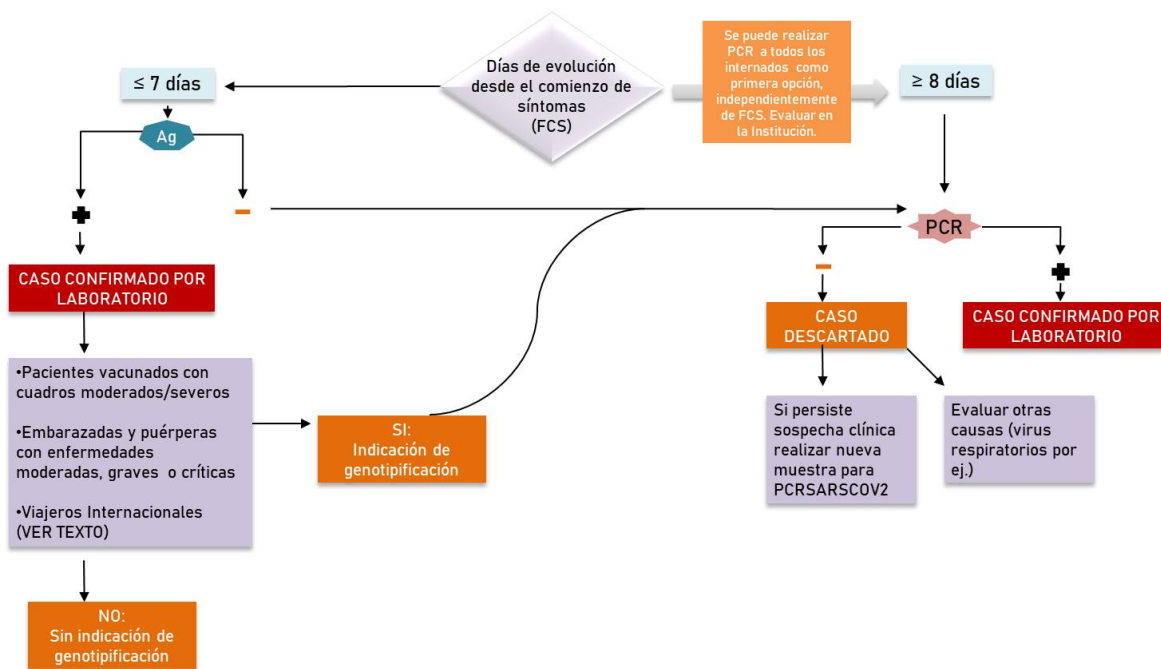 Días de evolución
desde el comienzo de
síntomas
(FCS)
Se puede realizar
PCR a todos los
internados como
primera opción,
independientemente
de FCS. Evaluar en
la Institución.
≤ 7 días
≥ 8 días
Ag
+
-
PCR
-
+
CASO CONFIRMADO POR
LABORATORIO
CASO
DESCARTADO
CASO CONFIRMADO POR
LABORATORIO
•Pacientes vacunados con
cuadros moderados/severos
•Embarazadas y puérperas
con enfermedades
moderadas, graves o críticas
•Viajeros Internacionales
(VER TEXTO)
SI:
Indicación de
genotipificación
Si persiste
sospecha clínica
realizar nueva
muestra para
PCRSARSCOV2
Evaluar otras
causas (virus
respiratorios por
ej.)
NO:
Sin indicación de
genotipificación